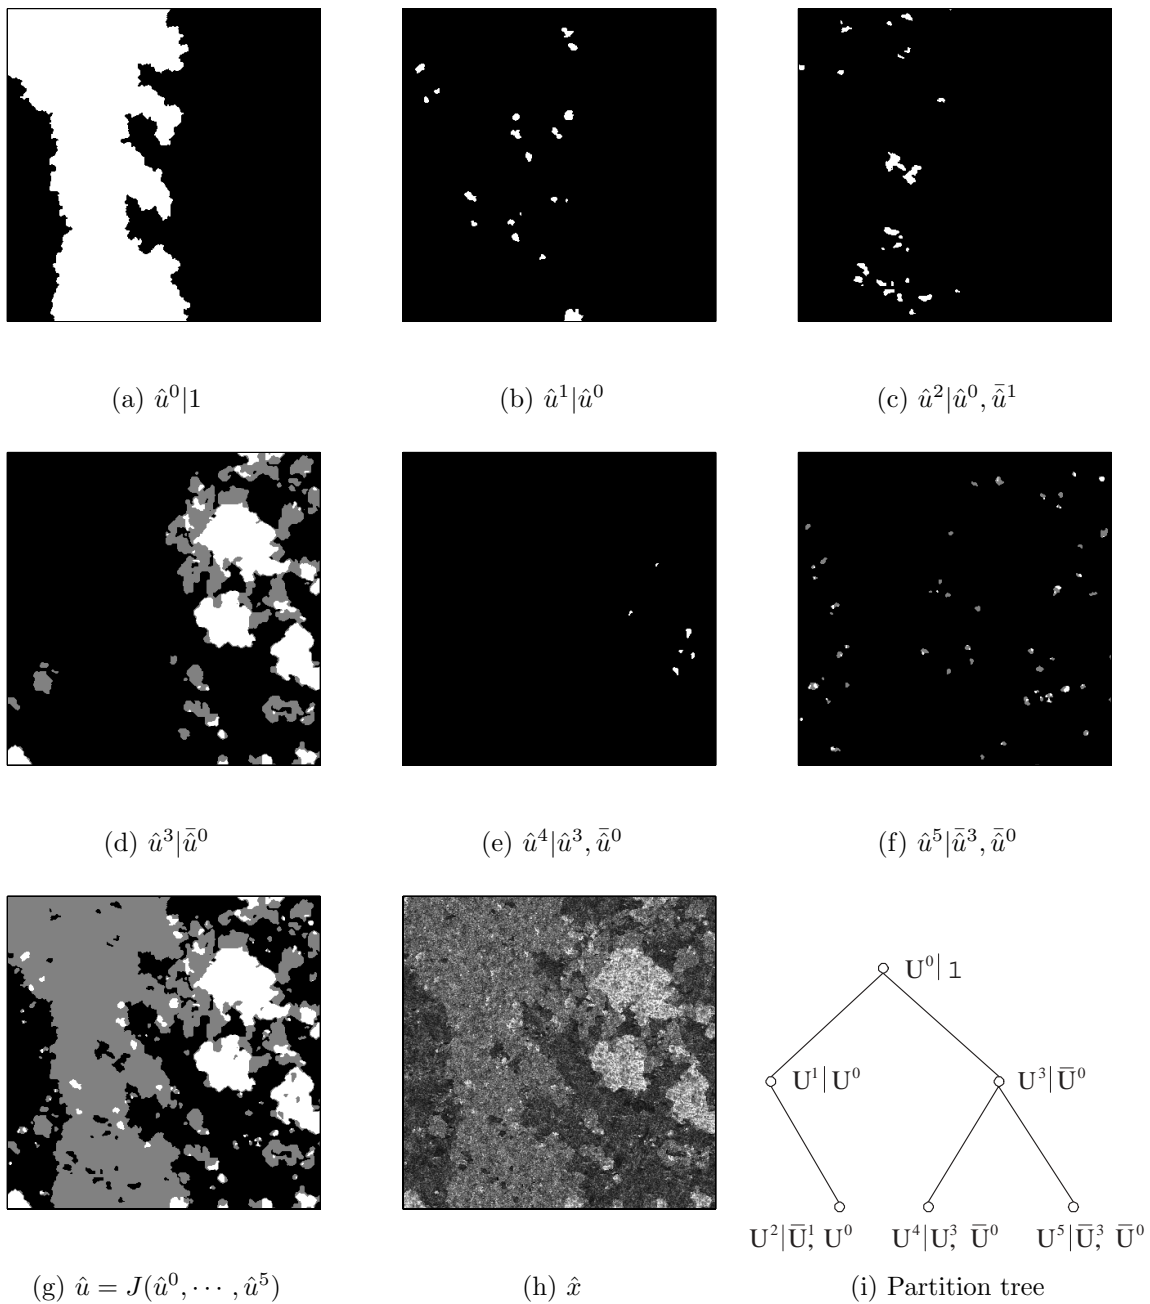 (a) û⁰|1
(b) û¹|û⁰
(c) û²|û⁰, û̄¹
(d) û³|û̄⁰
(e) û⁴|û³, û̄⁰
(f) û⁵|û̄³, û̄⁰
U⁰| 1
U¹|U⁰
U³|Ū⁰
U²|Ū¹, U⁰
U⁴|U³, Ū⁰
U⁵|Ū³, Ū⁰
(g) û = J(û⁰, ⋯ , û⁵)
(h) x̂
(i) Partition tree